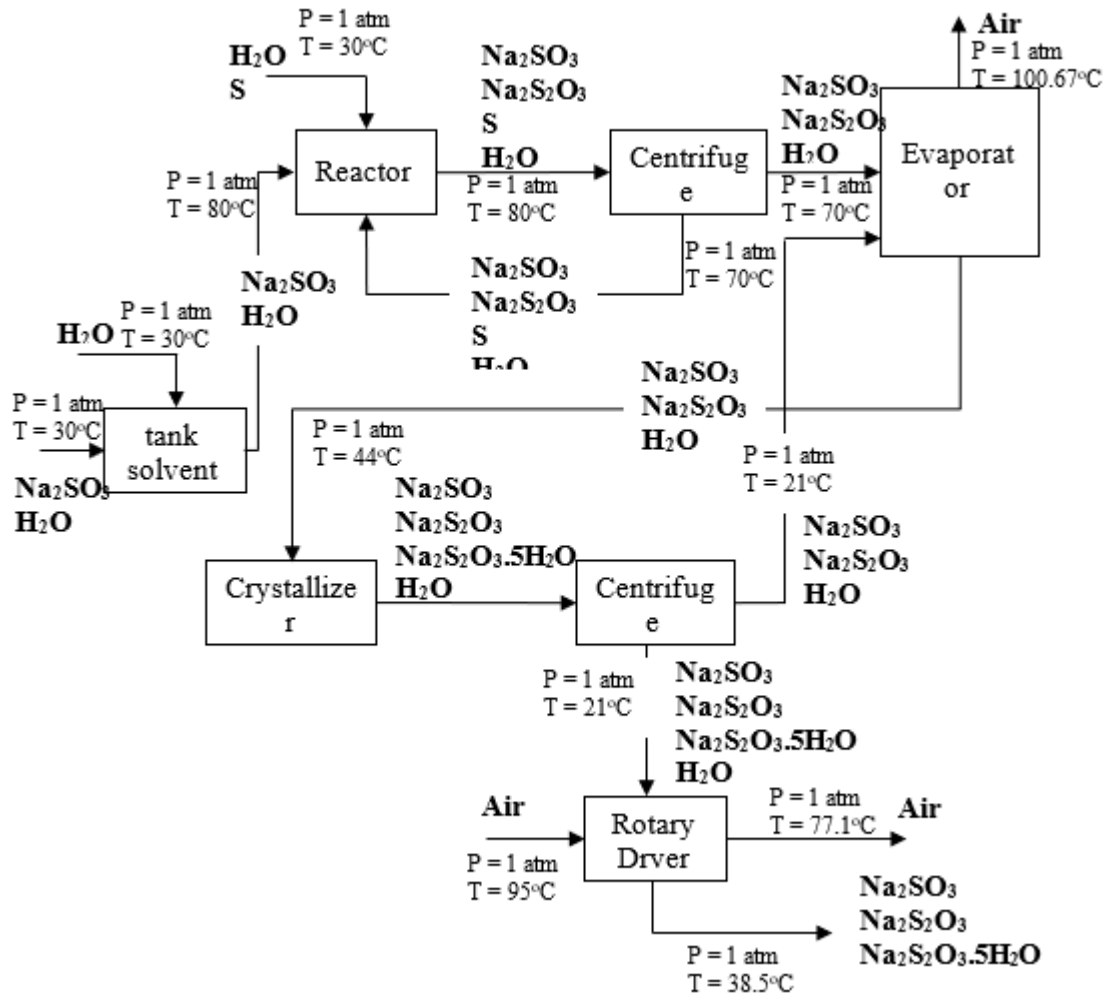 P = 1 atm
T = 30°C
H₂O
S
Na₂SO₃
Na₂S₂O₃
S
H₂O
P = 1 atm
T = 80°C
Air
P = 1 atm
T = 100.67°C
Na₂SO₃
Na₂S₂O₃
H₂O
P = 1 atm
T = 70°C
Reactor
Centrifug
e
Evaporat
or
P = 1 atm
T = 80°C
P = 1 atm
T = 70°C
Na₂SO₃
Na₂S₂O₃
S
H₂O
Na₂SO₃
H₂O
H₂O
P = 1 atm
T = 30°C
P = 1 atm
T = 30°C
tank
solvent
Na₂SO₃
H₂O
Na₂SO₃
Na₂S₂O₃
H₂O
P = 1 atm
T = 44°C
P = 1 atm
T = 21°C
Na₂SO₃
Na₂S₂O₃
Na₂S₂O₃.5H₂O
H₂O
Na₂SO₃
Na₂S₂O₃
H₂O
Crystallize
r
Centrifug
e
P = 1 atm
T = 21°C
Na₂SO₃
Na₂S₂O₃
Na₂S₂O₃.5H₂O
H₂O
Air
P = 1 atm
T = 95°C
Rotary
Dryer
P = 1 atm
T = 77.1°C
Air
Na₂SO₃
Na₂S₂O₃
Na₂S₂O₃.5H₂O
P = 1 atm
T = 38.5°C